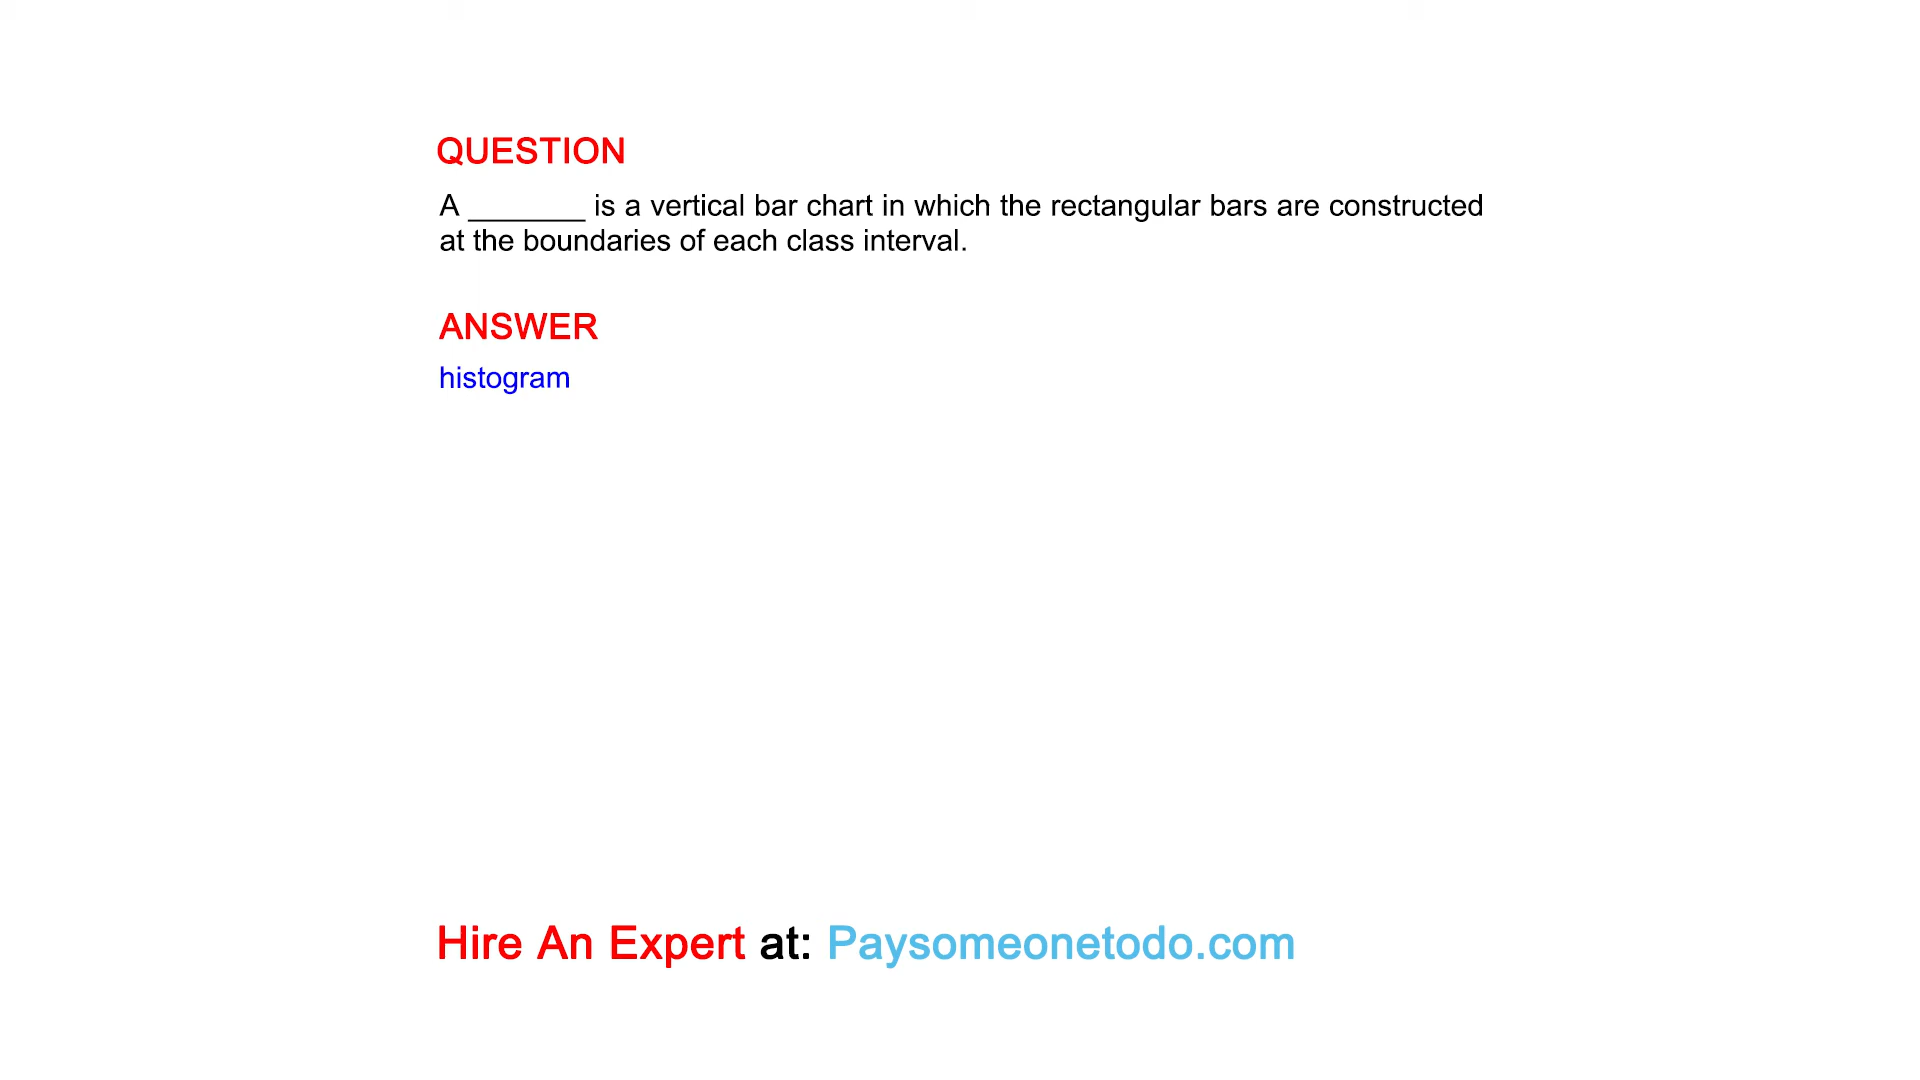 QUESTION
A _______ is a vertical bar chart in which the rectangular bars are constructed
at the boundaries of each class interval.
ANSWER
histogram
Hire An Expert at: Paysomeonetodo.com